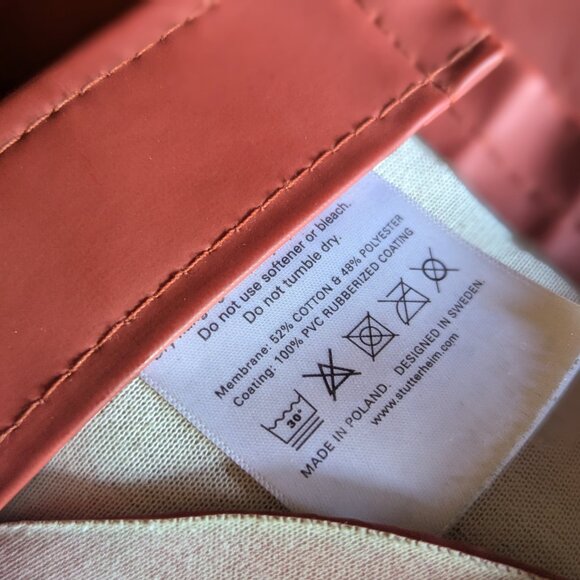 Do not use softener or bleach.
Do not tumble dry.
Membrane: 52% COTTON & 48% POLYESTER
Coating: 100% PVC RUBBERIZED COATING
30°
MADE IN POLAND. DESIGNED IN SWEDEN.
www.stutterheim.com